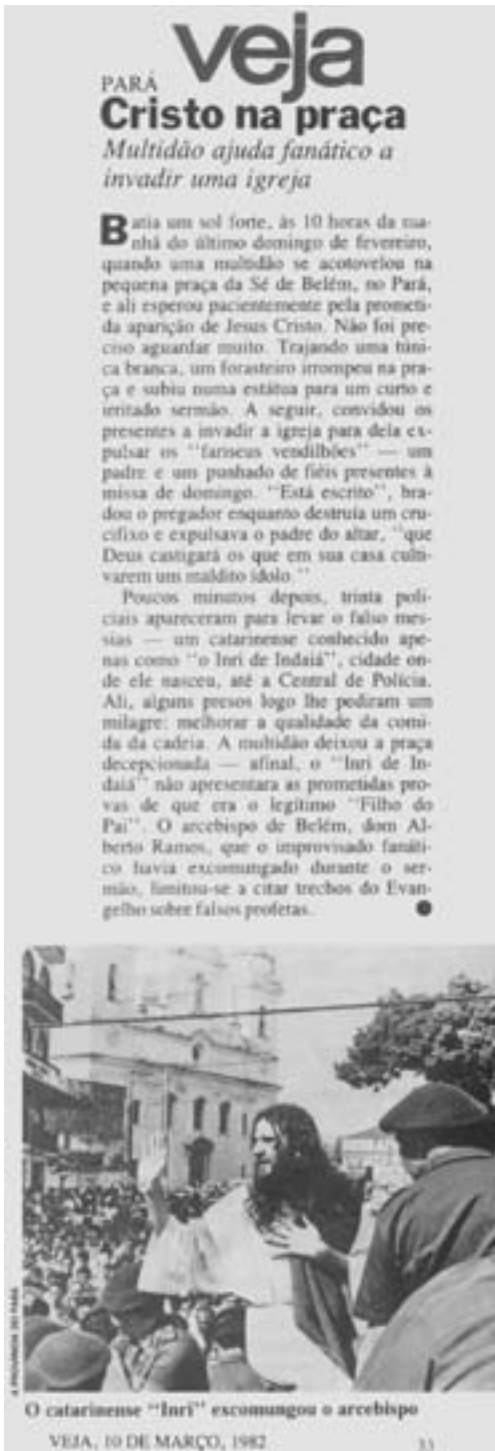 veja
PARÁ
Cristo na praça
Multidão ajuda fanático a
invadir uma igreja
Batia um sol forte, às 10 horas da ma-
nhã do último domingo de fevereiro,
quando uma multidão se acotovelou na
pequena praça da Sé de Belém, no Pará,
e ali esperou pacientemente pela prometi-
da aparição de Jesus Cristo. Não foi pre-
ciso aguardar muito. Trajando uma túni-
ca branca, um forasteiro irrompeu na pra-
ça e subiu numa estátua para um curto e
irritado sermão. A seguir, convidou os
presentes a invadir a igreja para dela ex-
pulsar os "fariseus vendilhões" — um
padre e um punhado de fiéis presentes à
missa de domingo. "Está escrito", bra-
dou o pregador enquanto destruía um cru-
cifixo e expulsava o padre do altar, "que
Deus castigará os que em sua casa culti-
varem um maldito ídolo."
Poucos minutos depois, trinta poli-
ciais apareceram para levar o falso mes-
sias — um catarinense conhecido ape-
nas como "o Inri de Indaiá", cidade on-
de ele nasceu, até a Central de Polícia.
Ali, alguns presos logo lhe pediram um
milagre: melhorar a qualidade da comi-
da da cadeia. A multidão deixou a praça
decepcionada — afinal, o "Inri de In-
daiá" não apresentara as prometidas pro-
vas de que era o legítimo "Filho do
Pai". O arcebispo de Belém, dom Al-
berto Ramos, que o improvisado fanáti-
co havia excomungado durante o ser-
mão, limitou-se a citar trechos do Evan-
gelho sobre falsos profetas.
A PROVÍNCIA DO PARÁ
O catarinense "Inri" excomungou o arcebispo
VEJA, 10 DE MARÇO, 1982